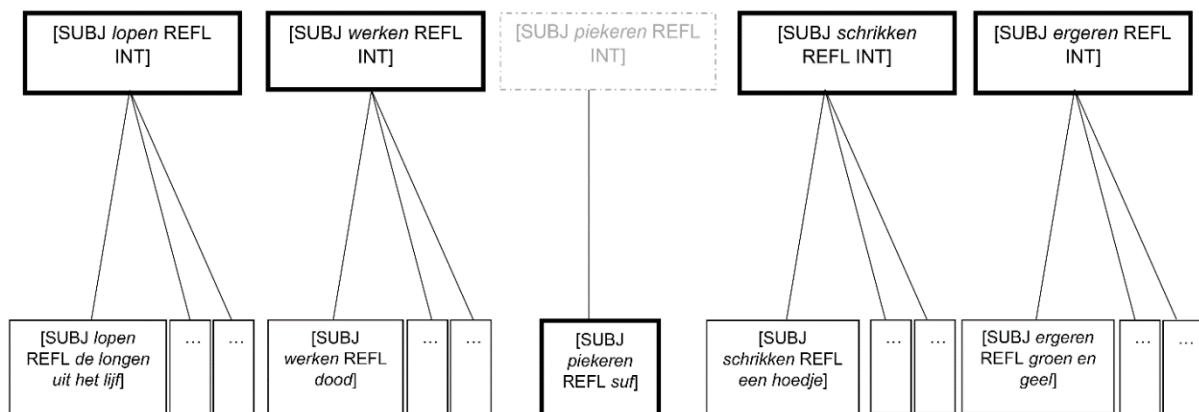 [SUBJ lopen REFL
INT]
[SUBJ werken REFL
INT]
[SUBJ piekeren REFL
INT]
[SUBJ schrikken
REFL INT]
[SUBJ ergeren REFL
INT]
[SUBJ lopen
REFL de longen
uit het lijf]
...
...
[SUBJ
werken REFL
dood]
...
...
[SUBJ
piekeren
REFL suf]
[SUBJ
schrikken REFL
een hoedje]
...
...
[SUBJ ergeren
REFL groen en
geel]
...
...